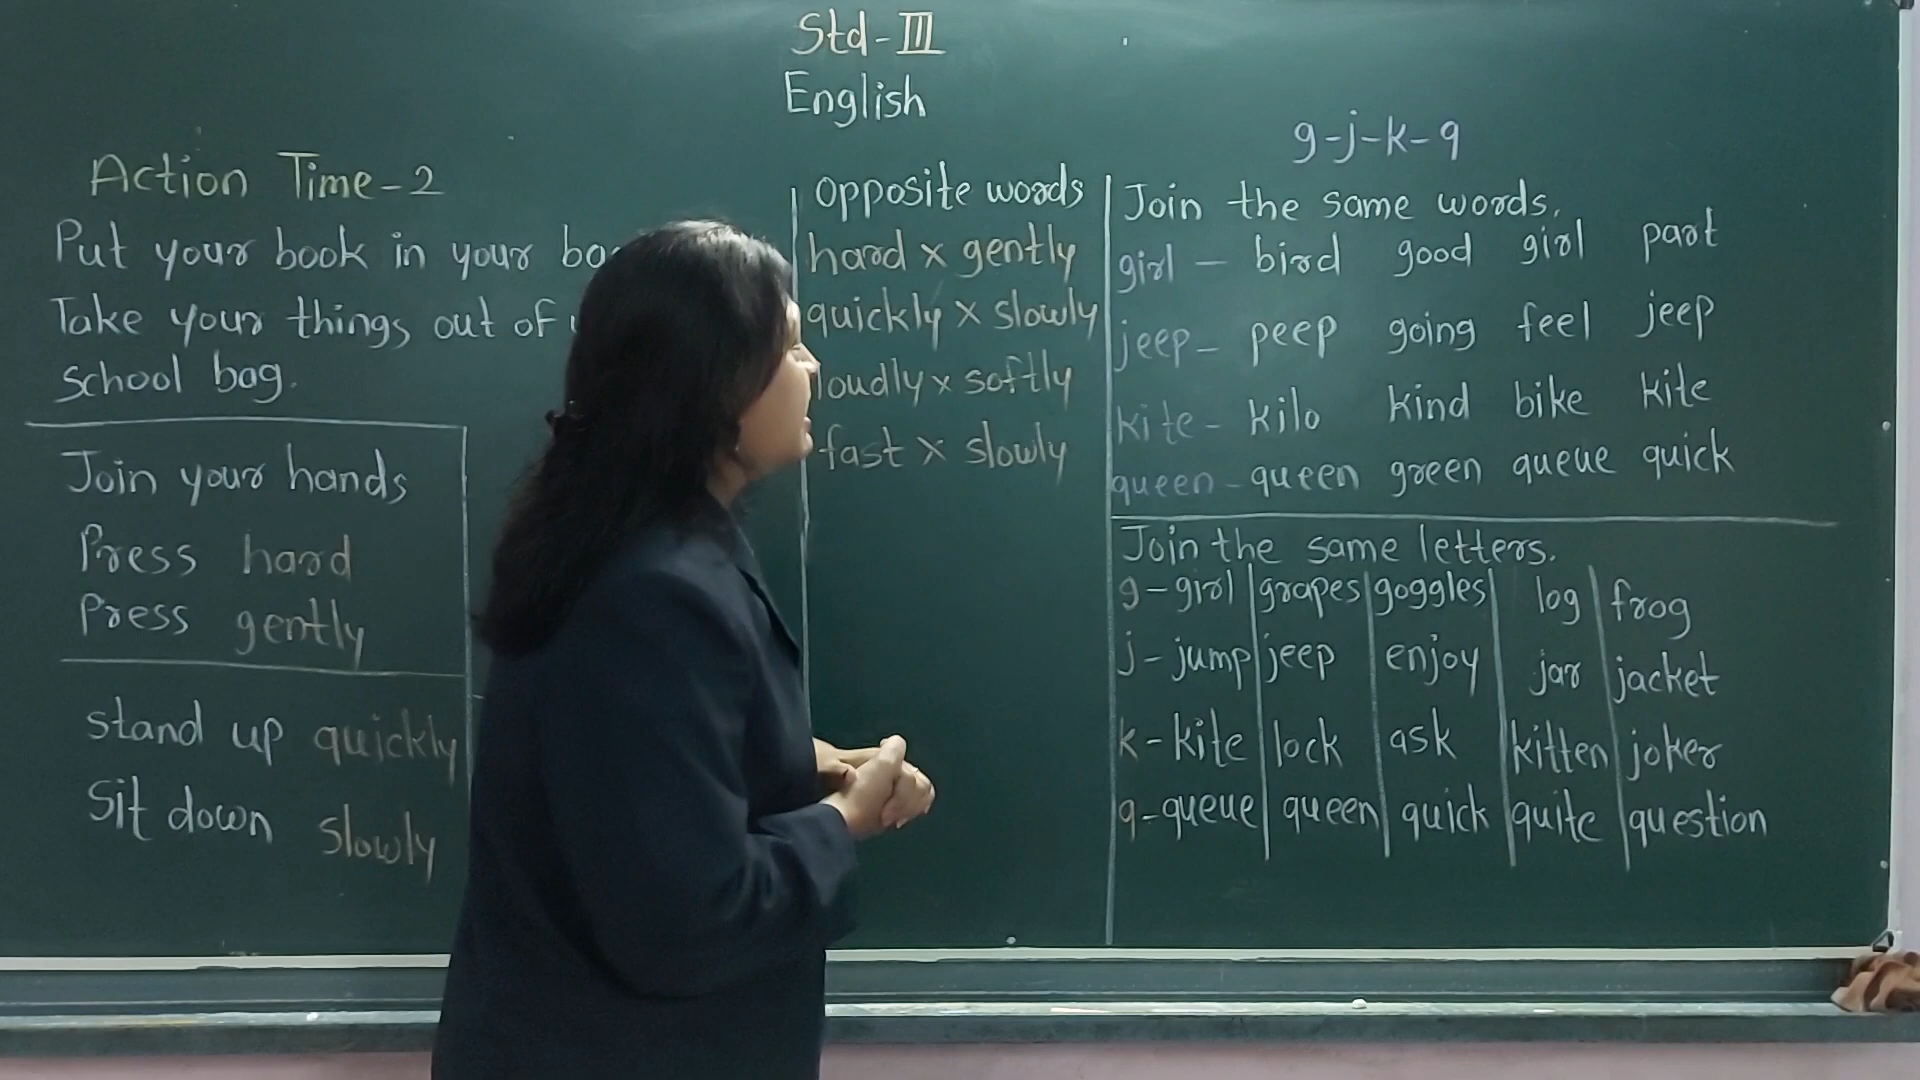 Std-III
English
Action Time-2
Put your book in your
Take your things out of
school bag.
Join your hands
Press hard
Press gently
stand up quickly
Sit down slowly
opposite words
hard x gently
quickly x slowly
loudly x softly
fast x slowly
g-j-k-q
Join the same words.
girl - bird good girl part
jeep - peep going feel jeep
kite - kilo kind bike kite
queen - queen green queue quick
Join the same letters.
g - girl grapes goggles log frog
j - jump jeep enjoy jar jacket
k - kite lock ask kitten joker
q - queue queen quick quite question